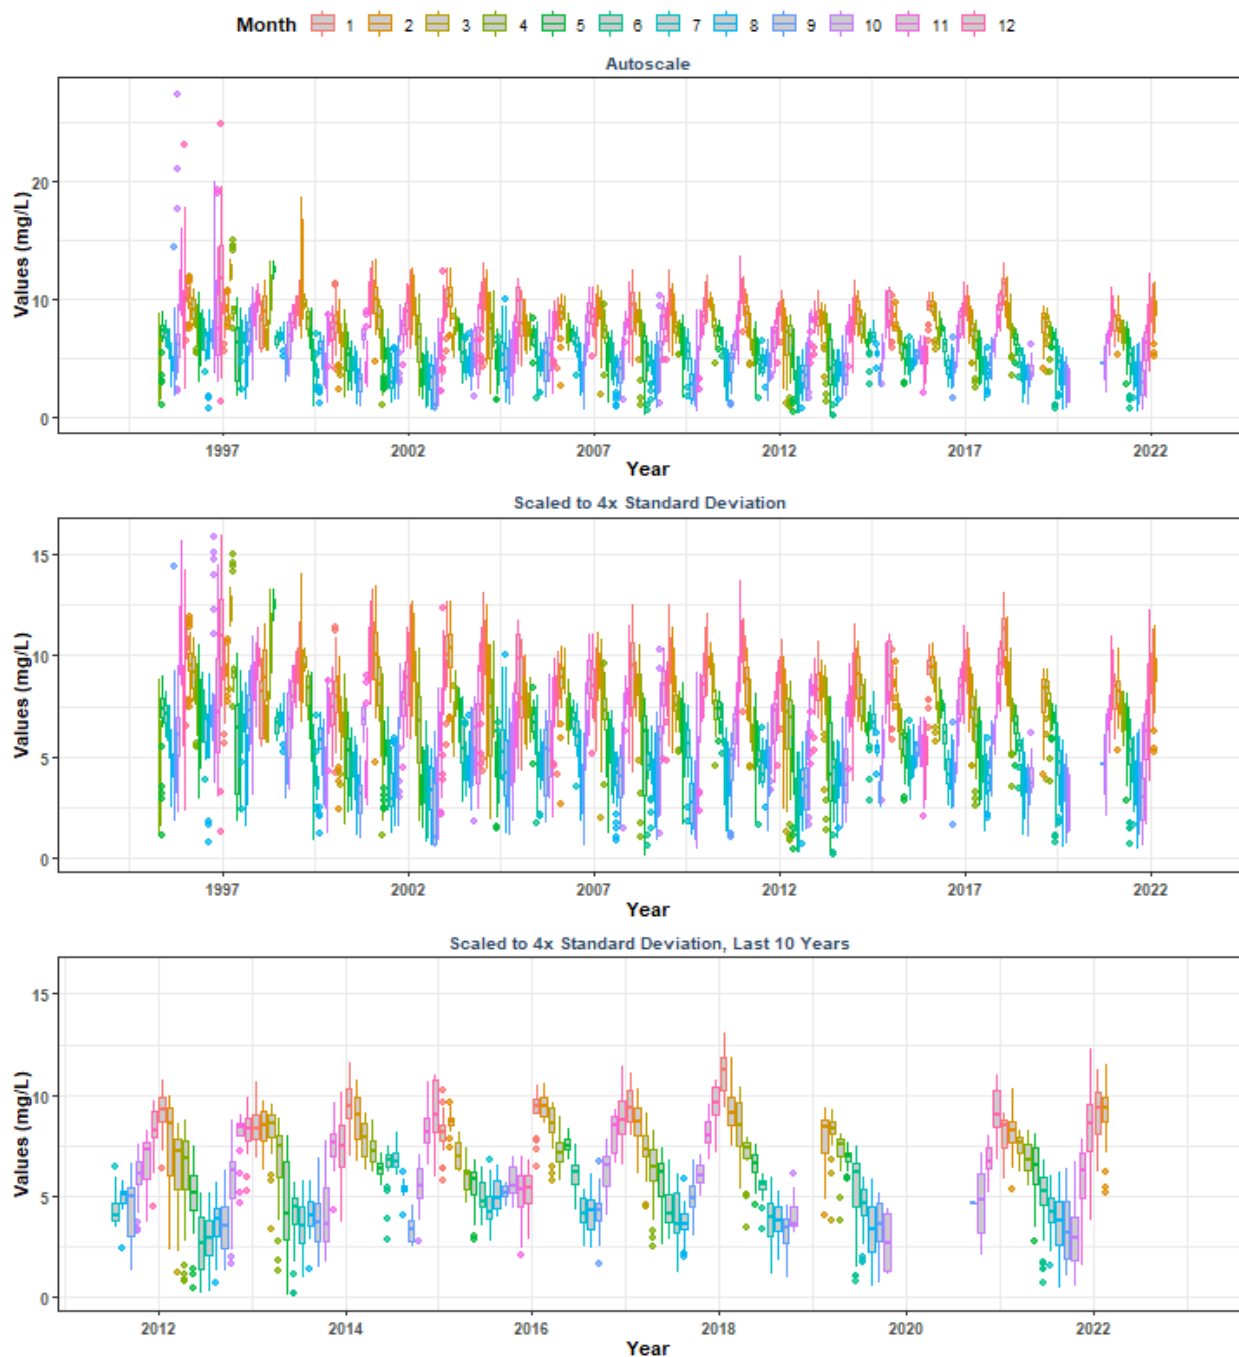 Month 1 2 3 4 5 6 7 8 9 10 11 12
Autoscale
Values (mg/L)
20
10
0
1997 2002 2007 2012 2017 2022
Year
Scaled to 4x Standard Deviation
Values (mg/L)
15
10
5
0
1997 2002 2007 2012 2017 2022
Year
Scaled to 4x Standard Deviation, Last 10 Years
Values (mg/L)
15
10
5
0
2012 2014 2016 2018 2020 2022
Year